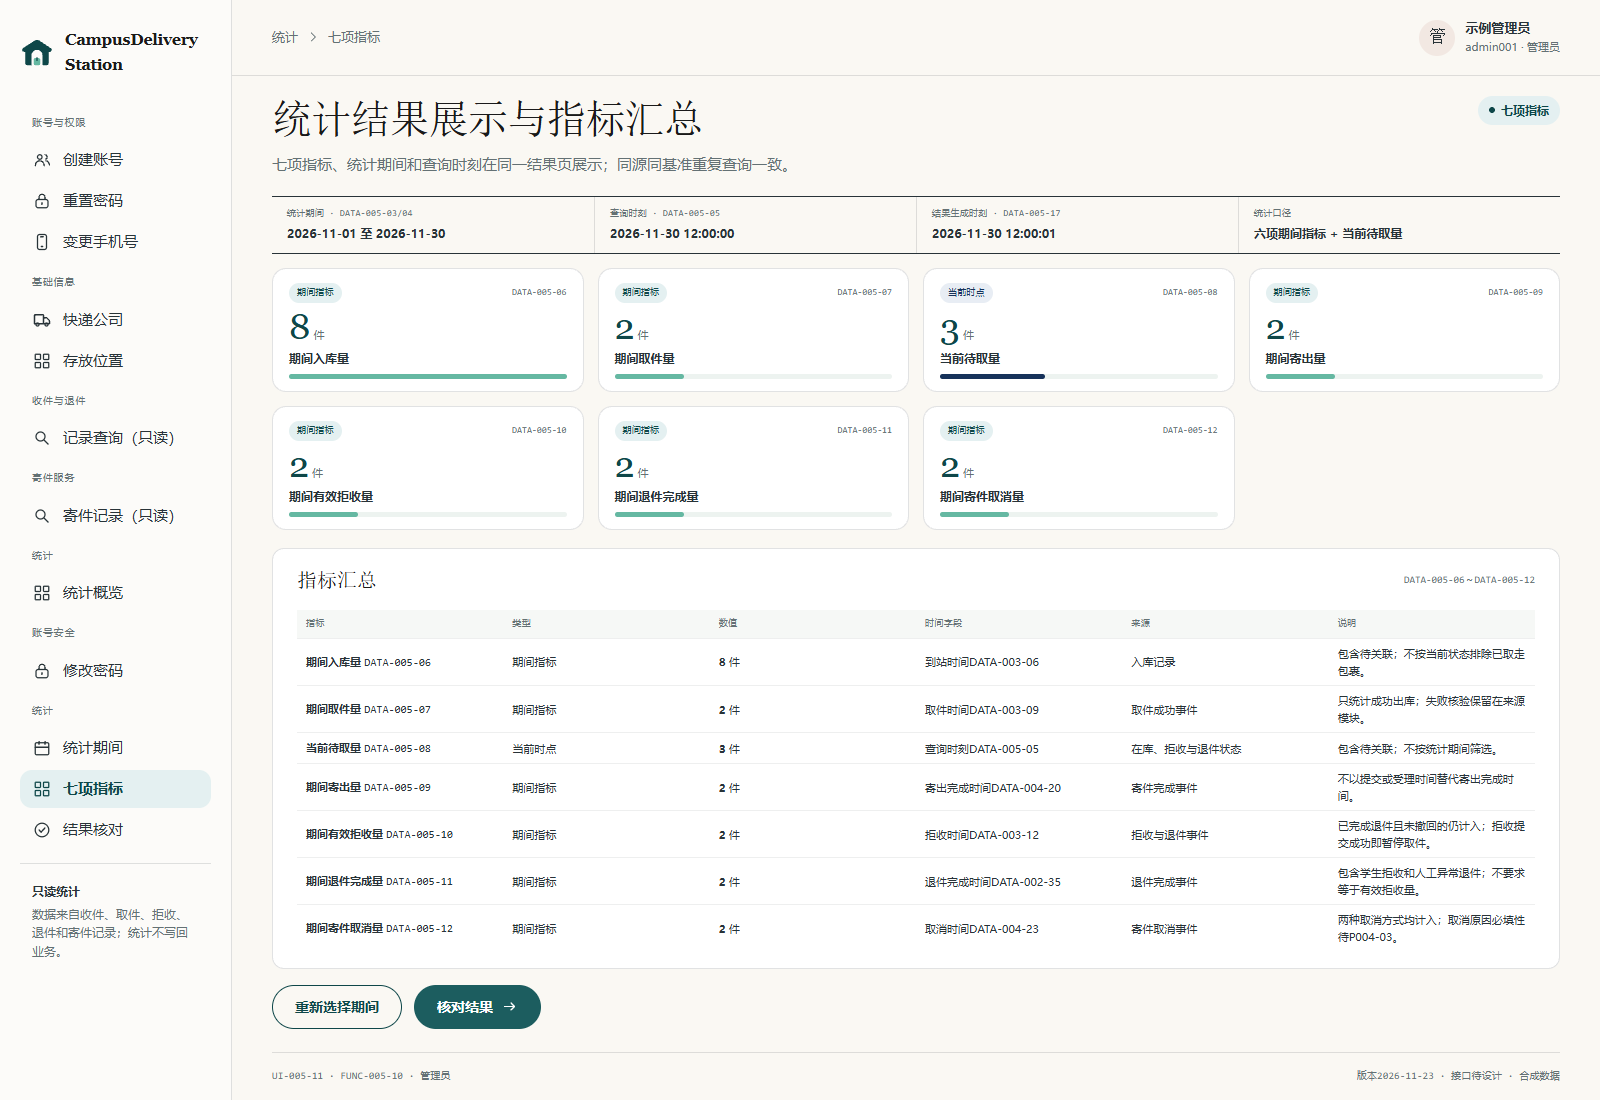 CampusDelivery
Station
账号与权限
创建账号
重置密码
变更手机号
基础信息
快递公司
存放位置
收件与退件
记录查询（只读）
寄件服务
寄件记录（只读）
统计
统计概览
账号安全
修改密码
统计
统计期间
七项指标
结果核对
只读统计
数据来自收件、取件、拒收、
退件和寄件记录；统计不写回
业务。
统计 > 七项指标
管
示例管理员
admin001 · 管理员
统计结果展示与指标汇总
七项指标
七项指标、统计期间和查询时刻在同一结果页展示；同源同基准重复查询一致。
统计期间 · DATA-005-03/04
2026-11-01 至 2026-11-30
查询时刻 · DATA-005-05
2026-11-30 12:00:00
结果生成时刻 · DATA-005-17
2026-11-30 12:00:01
统计口径
六项期间指标 + 当前待取量
期间指标 DATA-005-06
8 件
期间入库量
期间指标 DATA-005-07
2 件
期间取件量
当前时点 DATA-005-08
3 件
当前待取量
期间指标 DATA-005-09
2 件
期间寄出量
期间指标 DATA-005-10
2 件
期间有效拒收量
期间指标 DATA-005-11
2 件
期间退件完成量
期间指标 DATA-005-12
2 件
期间寄件取消量
指标汇总 DATA-005-06～DATA-005-12
指标 类型 数值 时间字段 来源 说明
期间入库量 DATA-005-06 期间指标 8 件 到站时间DATA-003-06 入库记录 包含待关联；不按当前状态排除已取走
包裹。
期间取件量 DATA-005-07 期间指标 2 件 取件时间DATA-003-09 取件成功事件 只统计成功出库；失败核验保留在来源
模块。
当前待取量 DATA-005-08 当前时点 3 件 查询时刻DATA-005-05 在库、拒收与退件状态 包含待关联；不按统计期间筛选。
期间寄出量 DATA-005-09 期间指标 2 件 寄出完成时间DATA-004-20 寄件完成事件 不以提交或受理时间替代寄出完成时
间。
期间有效拒收量 DATA-005-10 期间指标 2 件 拒收时间DATA-003-12 拒收与退件事件 已完成退件且未撤回的仍计入；拒收提
交成功即暂停取件。
期间退件完成量 DATA-005-11 期间指标 2 件 退件完成时间DATA-002-35 退件完成事件 包含学生拒收和人工异常退件；不要求
等于有效拒收量。
期间寄件取消量 DATA-005-12 期间指标 2 件 取消时间DATA-004-23 寄件取消事件 两种取消方式均计入；取消原因必填性
待P004-03。
重新选择期间
核对结果 →
UI-005-11 · FUNC-005-10 · 管理员
版本2026-11-23 · 接口待设计 · 合成数据